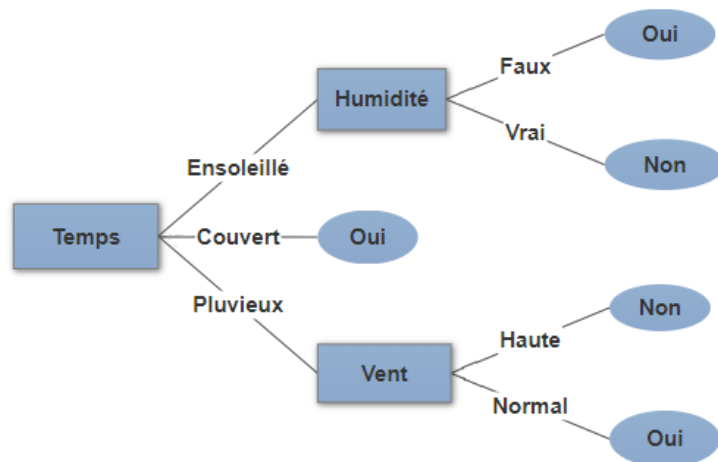 Oui
Faux
Humidité
Vrai
Non
Ensoleillé
Temps
Couvert
Oui
Pluvieux
Non
Haute
Vent
Normal
Oui